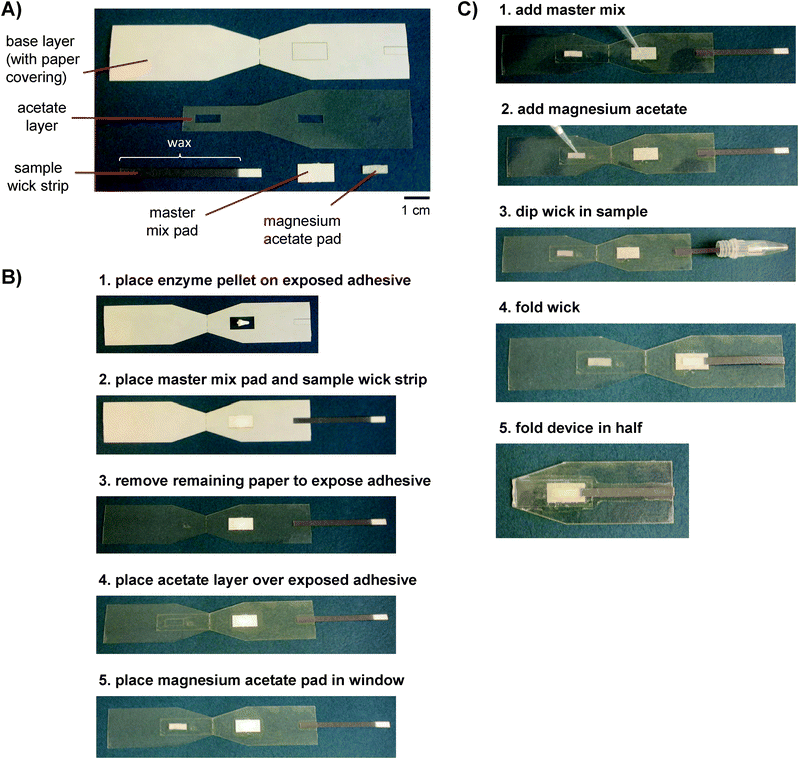 A)
base layer
(with paper
covering)
acetate
layer
wax
sample
wick strip
master
mix pad
magnesium
acetate pad
1 cm
B)
1. place enzyme pellet on exposed adhesive
2. place master mix pad and sample wick strip
3. remove remaining paper to expose adhesive
4. place acetate layer over exposed adhesive
5. place magnesium acetate pad in window
C)
1. add master mix
2. add magnesium acetate
3. dip wick in sample
4. fold wick
5. fold device in half